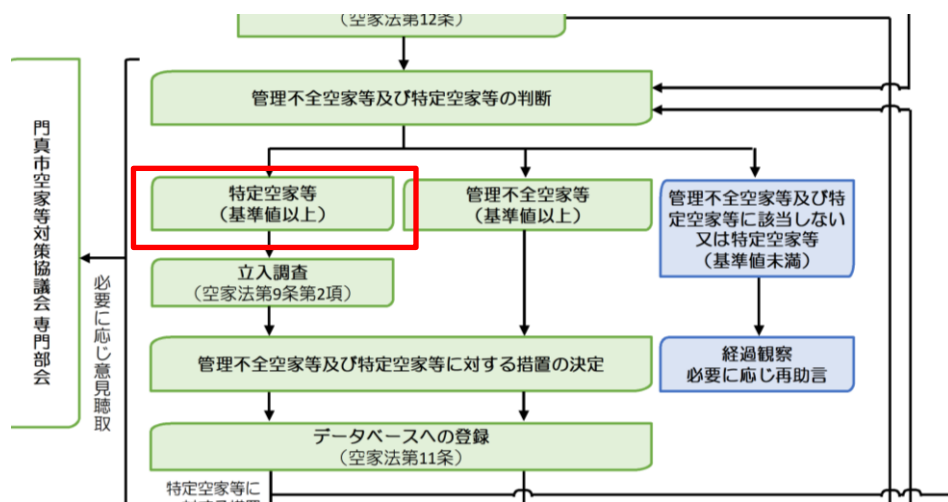 （空家法第12条）
管理不全空家等及び特定空家等の判断
特定空家等
（基準値以上）
管理不全空家等
（基準値以上）
管理不全空家等及び特
定空家等に該当しない
又は特定空家等
（基準値未満）
立入調査
（空家法第9条第2項）
管理不全空家等及び特定空家等に対する措置の決定
経過観察
必要に応じ再助言
データベースへの登録
（空家法第11条）
特定空家等に
門真市空家等対策協議会 専門部会
必要に応じ意見聴取